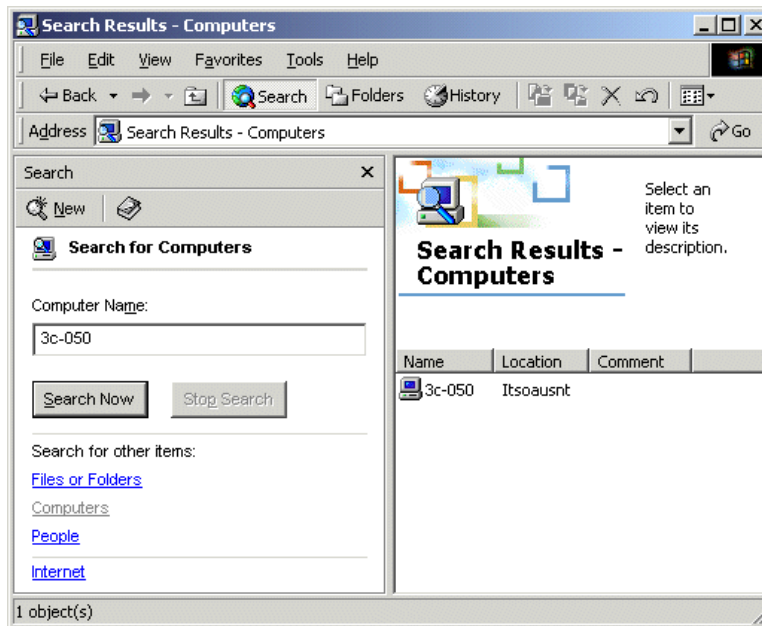 Search Results - Computers
File Edit View Favorites Tools Help
Back Search Folders History
Address Search Results - Computers Go
Search
New
Search for Computers
Computer Name:
3c-050
Search Now Stop Search
Search for other items:
Files or Folders
Computers
People
Internet
Search Results -
Computers
Select an
item to
view its
description.
Name Location Comment
3c-050 Itsoausnt
1 object(s)